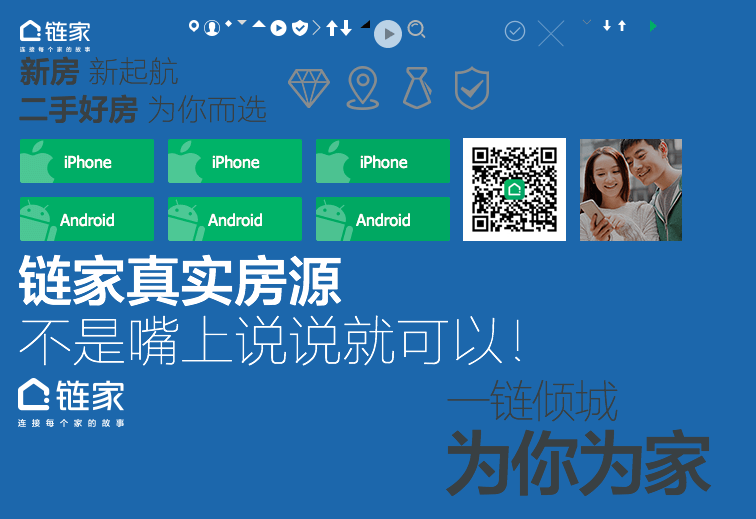 链家
连接每个家的故事
新房 新起航
二手好房 为你而选
iPhone iPhone iPhone
Android Android Android
链家真实房源
不是嘴上说说就可以！
链家
连接每个家的故事
一链倾城
为你为家